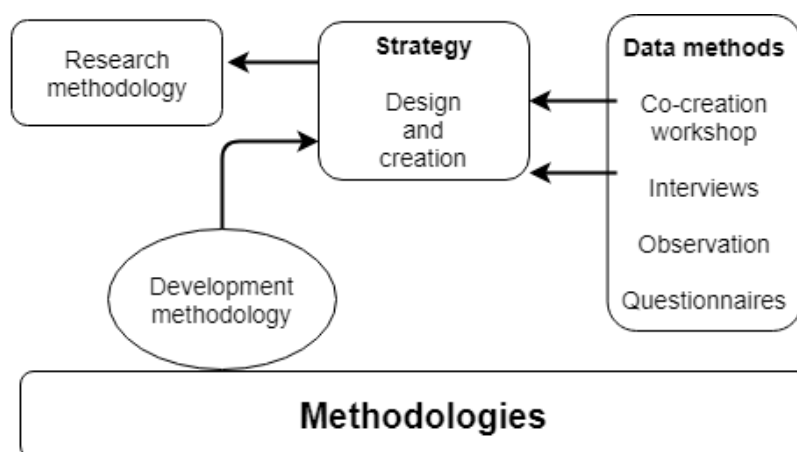 Research
methodology
Strategy
Design
and
creation
Data methods
Co-creation
workshop
Interviews
Observation
Questionnaires
Development
methodology
Methodologies